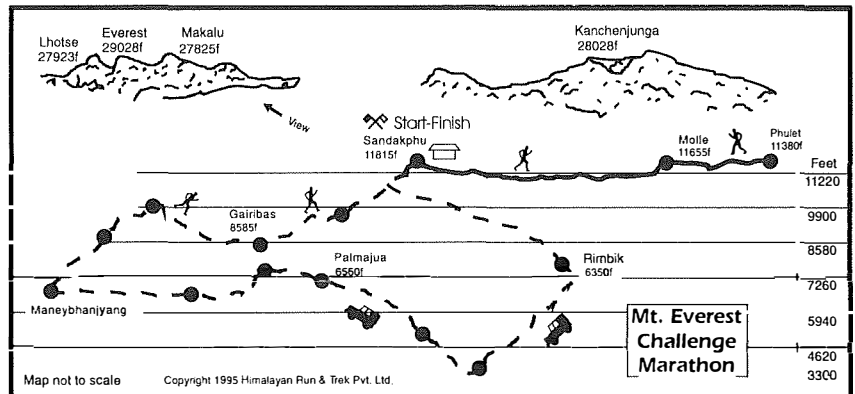 Lhotse
27923f
Everest
29028f
Makalu
27825f
Kanchenjunga
28028f
View
Start-Finish
Sandakphu
11815f
Molle
11655f
Phulet
11380f
Feet
11220
9900
Gairibas
8585f
8580
Palmajua
6560f
Rimbik
6350f
7260
Maneybhanjyang
5940
Mt. Everest
Challenge
Marathon
4620
3300
Map not to scale
Copyright 1995 Himalayan Run & Trek Pvt. Ltd.